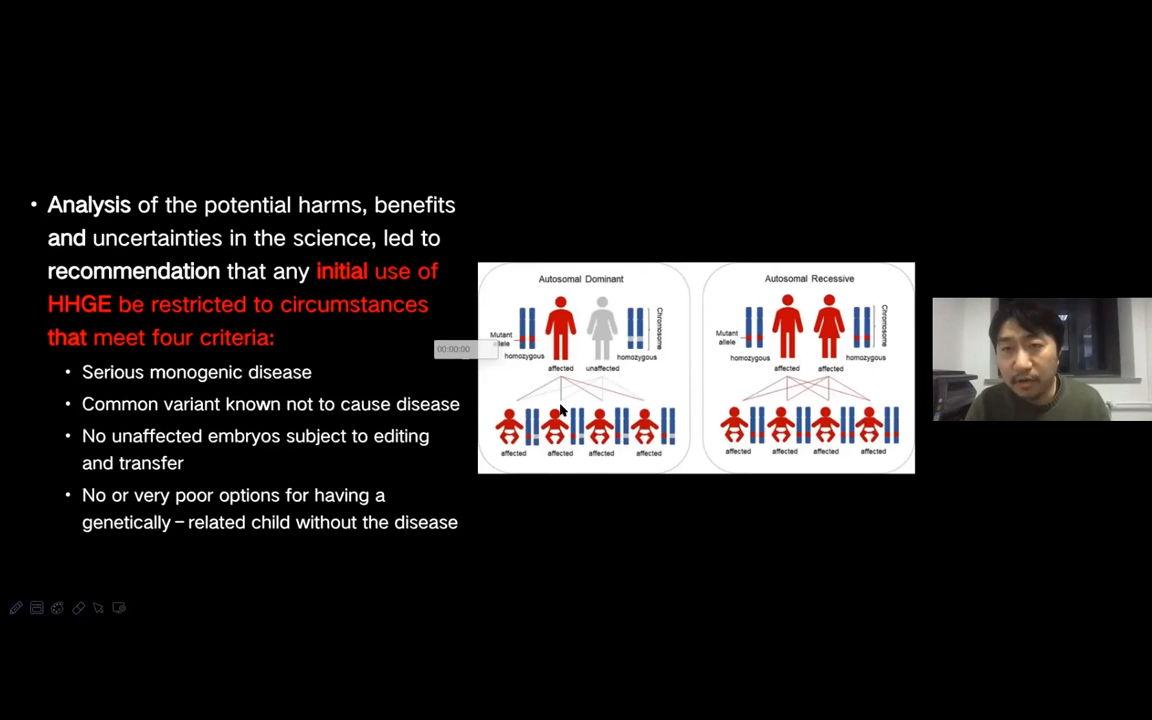 • Analysis of the potential harms, benefits
and uncertainties in the science, led to
recommendation that any initial use of
HHGE be restricted to circumstances
that meet four criteria:
• Serious monogenic disease
• Common variant known not to cause disease
• No unaffected embryos subject to editing
and transfer
• No or very poor options for having a
genetically–related child without the disease
00:00:00
Autosomal Dominant
Mutant
allele
homozygous
homozygous
Chromosome
affected
unaffected
affected
affected
affected
affected
Autosomal Recessive
Mutant
allele
homozygous
homozygous
Chromosome
affected
affected
affected
affected
affected
affected